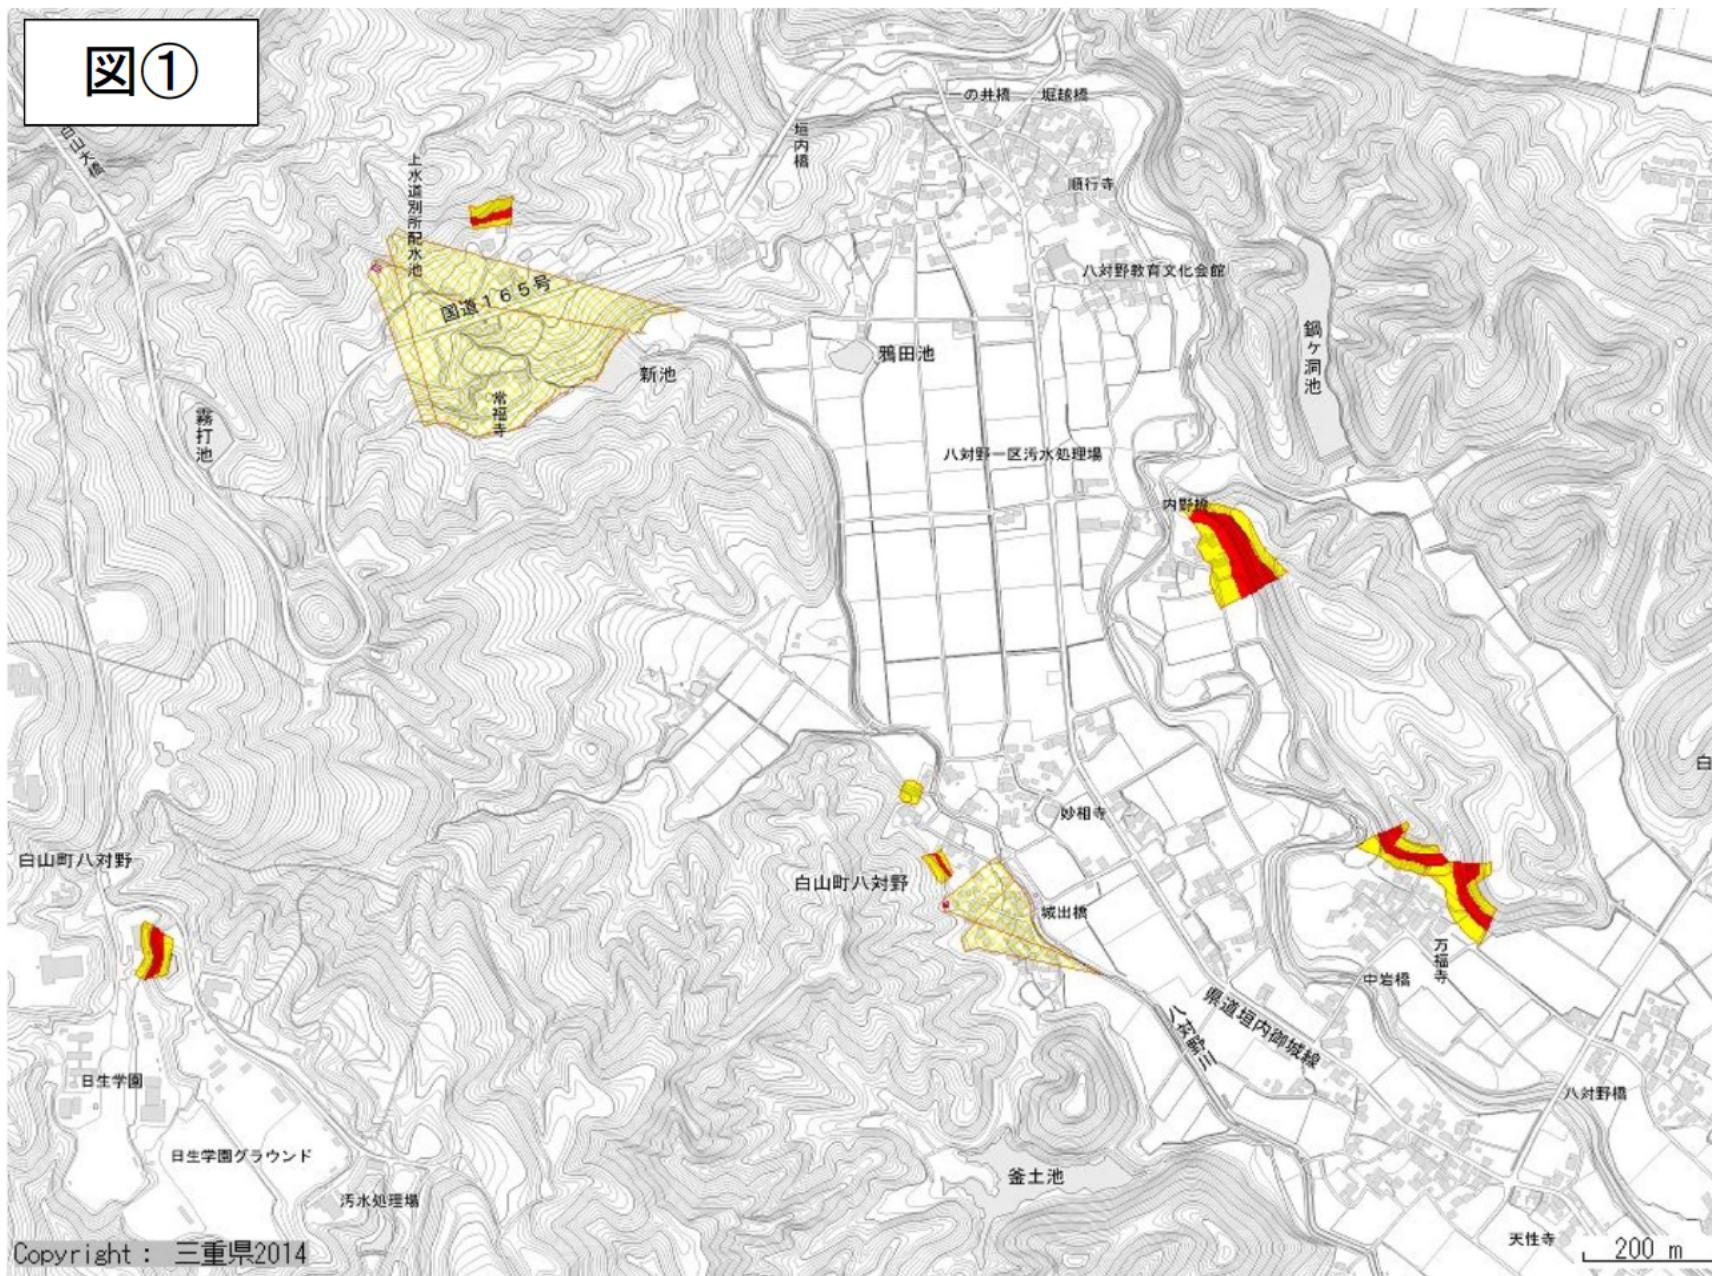 図①
白山大橋
一の井橋
堀越橋
垣内橋
上水道別所配水池
順行寺
八対野教育文化会館
国道165号
鍋ヶ洞池
鴉田池
新池
常福寺
霧打池
八対野一区汚水処理場
内野橋
白
妙相寺
白山町八対野
白山町八対野
城出橋
万福寺
中岩橋
県道垣内御城線
八対野川
日生学園
八対野橋
日生学園グラウンド
釜土池
汚水処理場
天性寺
Copyright : 三重県2014
200 m